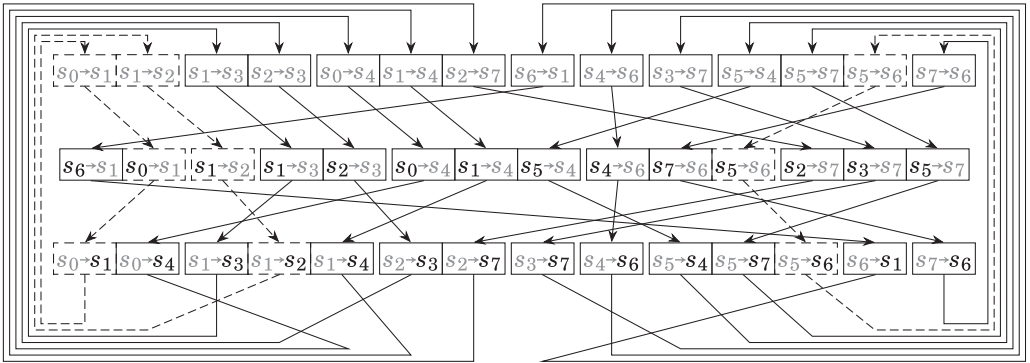 s₀→s₁ s₁→s₂ s₁→s₃ s₂→s₃ s₀→s₄ s₁→s₄ s₂→s₇ s₆→s₁ s₄→s₆ s₃→s₇ s₅→s₄ s₅→s₇ s₅→s₆ s₇→s₆
s₆→s₁ s₀→s₁ s₁→s₂ s₁→s₃ s₂→s₃ s₀→s₄ s₁→s₄ s₅→s₄ s₄→s₆ s₇→s₆ s₅→s₆ s₂→s₇ s₃→s₇ s₅→s₇
s₀→s₁ s₀→s₄ s₁→s₃ s₁→s₂ s₁→s₄ s₂→s₃ s₂→s₇ s₃→s₇ s₄→s₆ s₅→s₄ s₅→s₇ s₅→s₆ s₆→s₁ s₇→s₆